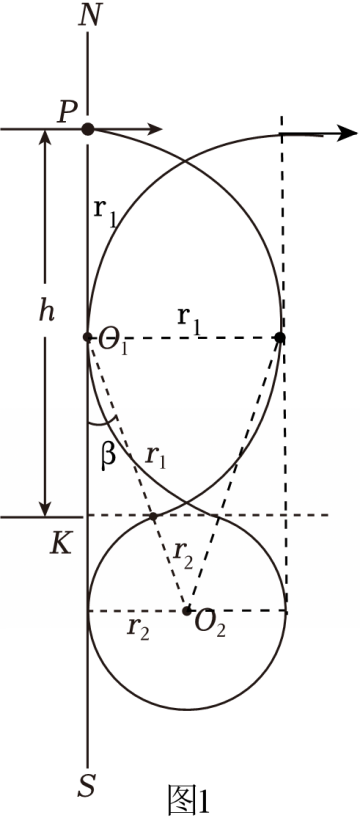 N
P
r₁
h
r₁
O₁
β
r₁
K
r₂
r₂
O₂
S
图1